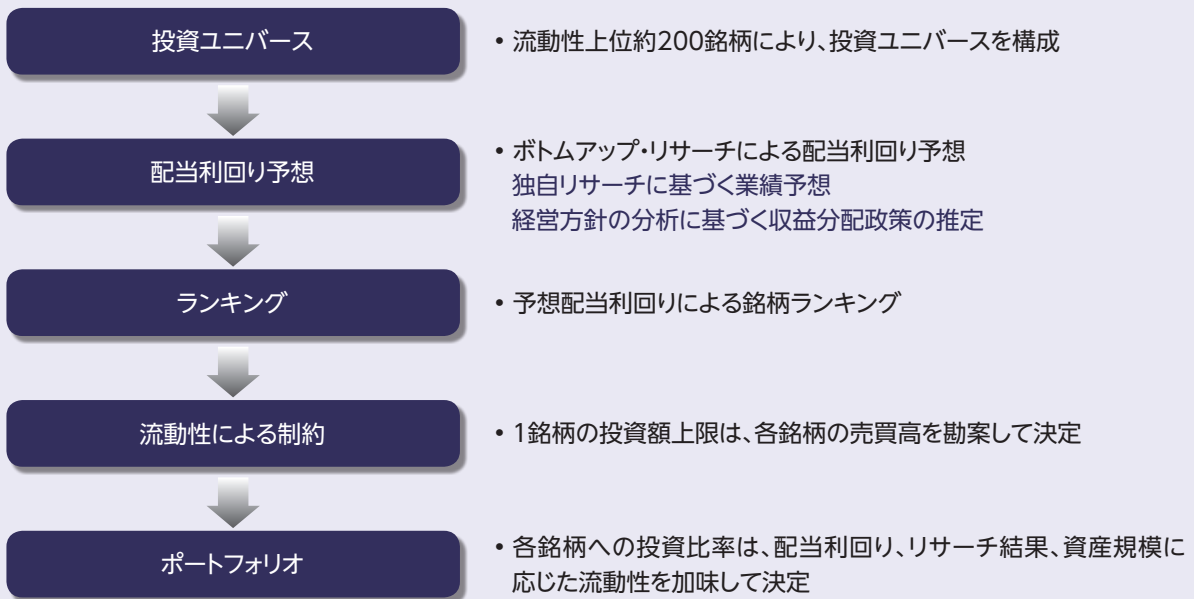 投資ユニバース
• 流動性上位約200銘柄により、投資ユニバースを構成
配当利回り予想
• ボトムアップ・リサーチによる配当利回り予想
独自リサーチに基づく業績予想
経営方針の分析に基づく収益分配政策の推定
ランキング
• 予想配当利回りによる銘柄ランキング
流動性による制約
• 1銘柄の投資額上限は、各銘柄の売買高を勘案して決定
ポートフォリオ
• 各銘柄への投資比率は、配当利回り、リサーチ結果、資産規模に
応じた流動性を加味して決定